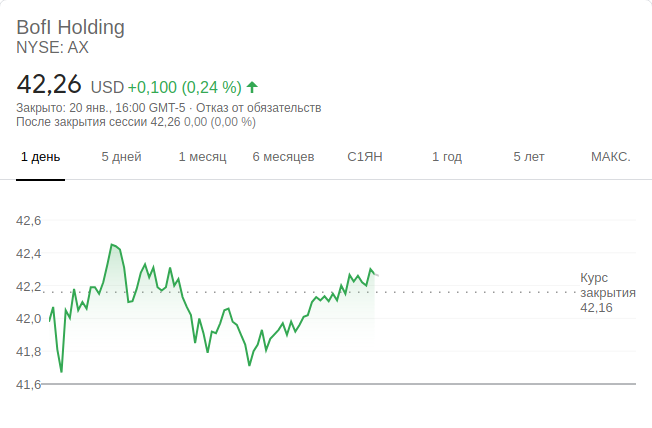 BofI Holding
NYSE: AX
42,26 USD +0,100 (0,24 %)
Закрыто: 20 янв., 16:00 GMT-5 · Отказ от обязательств
После закрытия сессии 42,26 0,00 (0,00 %)
1 день 5 дней 1 месяц 6 месяцев С1ЯН 1 год 5 лет МАКС.
42,6
42,4
42,2
42,0
41,8
41,6
Курс
закрытия
42,16